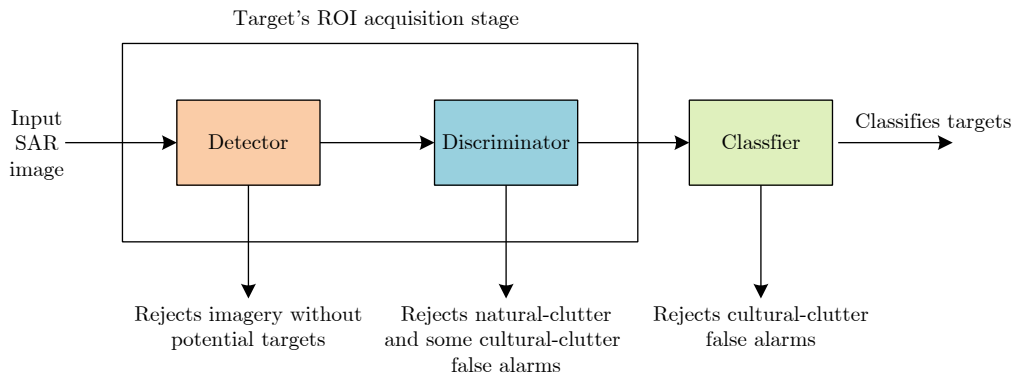 Target's ROI acquisition stage
Input
SAR
image
Detector
Discriminator
Classfier
Classifies targets
Rejects imagery without
potential targets
Rejects natural-clutter
and some cultural-clutter
false alarms
Rejects cultural-clutter
false alarms